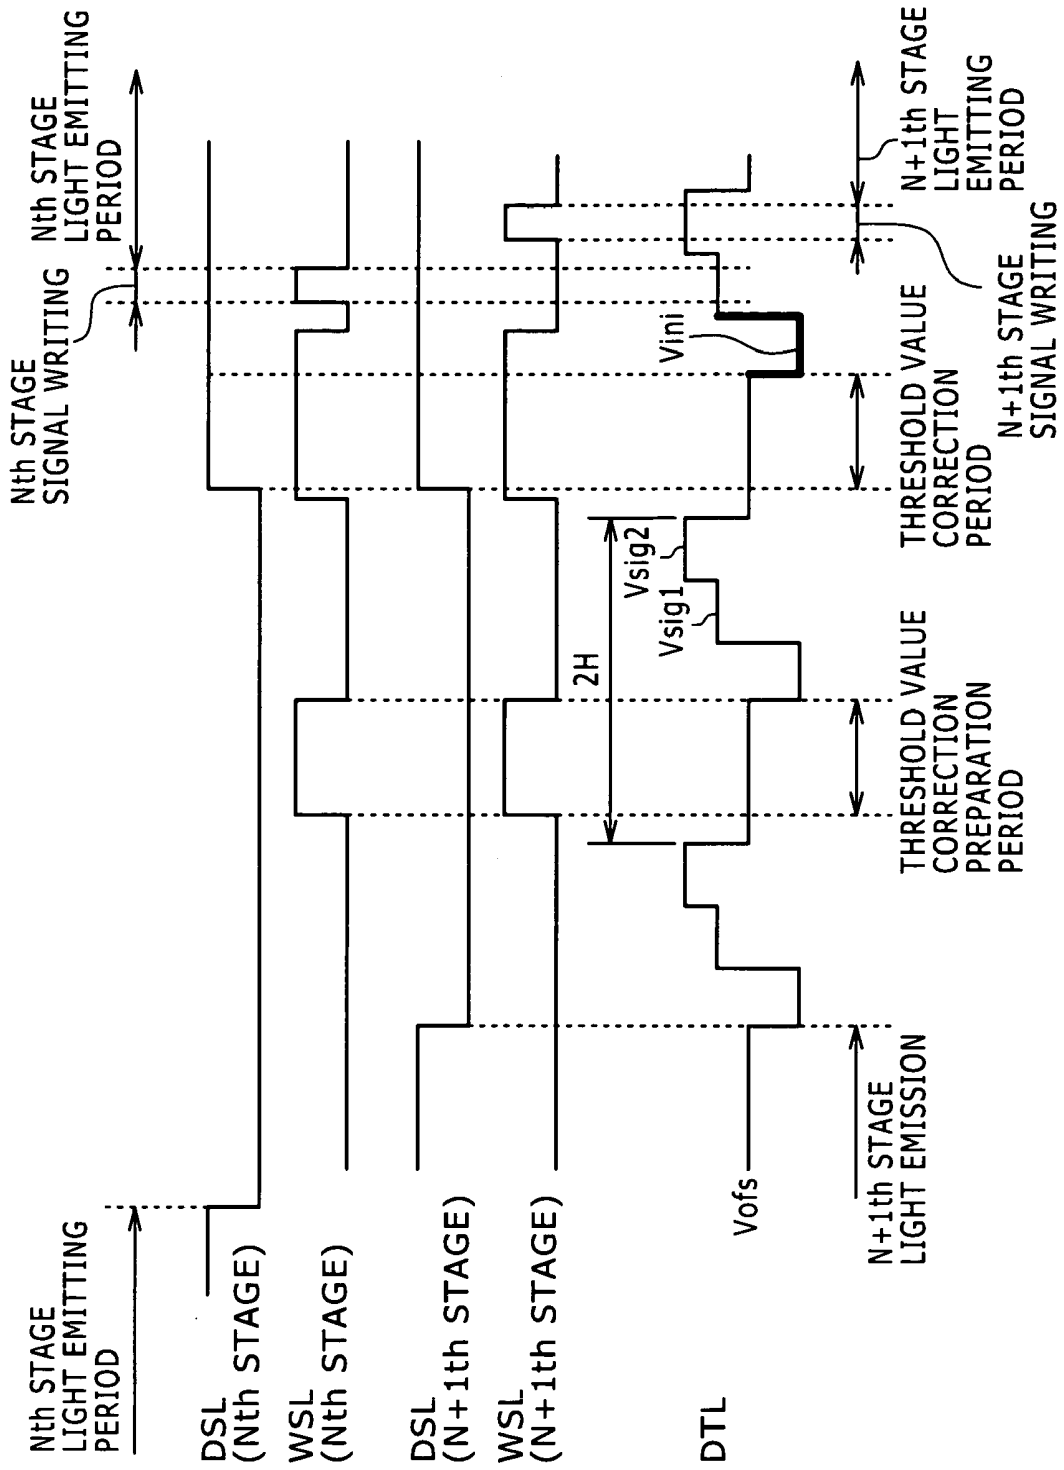 Nth STAGE
LIGHT EMITTING
PERIOD
Nth STAGE
SIGNAL WRITING
Nth STAGE
LIGHT EMITTING
PERIOD
DSL
(Nth STAGE)
WSL
(Nth STAGE)
DSL
(N+1th STAGE)
WSL
(N+1th STAGE)
2H
Vsig1
Vsig2
Vini
DTL
Vofs
N+1th STAGE
LIGHT EMISSION
THRESHOLD VALUE
CORRECTION
PREPARATION
PERIOD
THRESHOLD VALUE
CORRECTION
PERIOD
N+1th STAGE
SIGNAL WRITING
N+1th STAGE
LIGHT
EMITTING
PERIOD